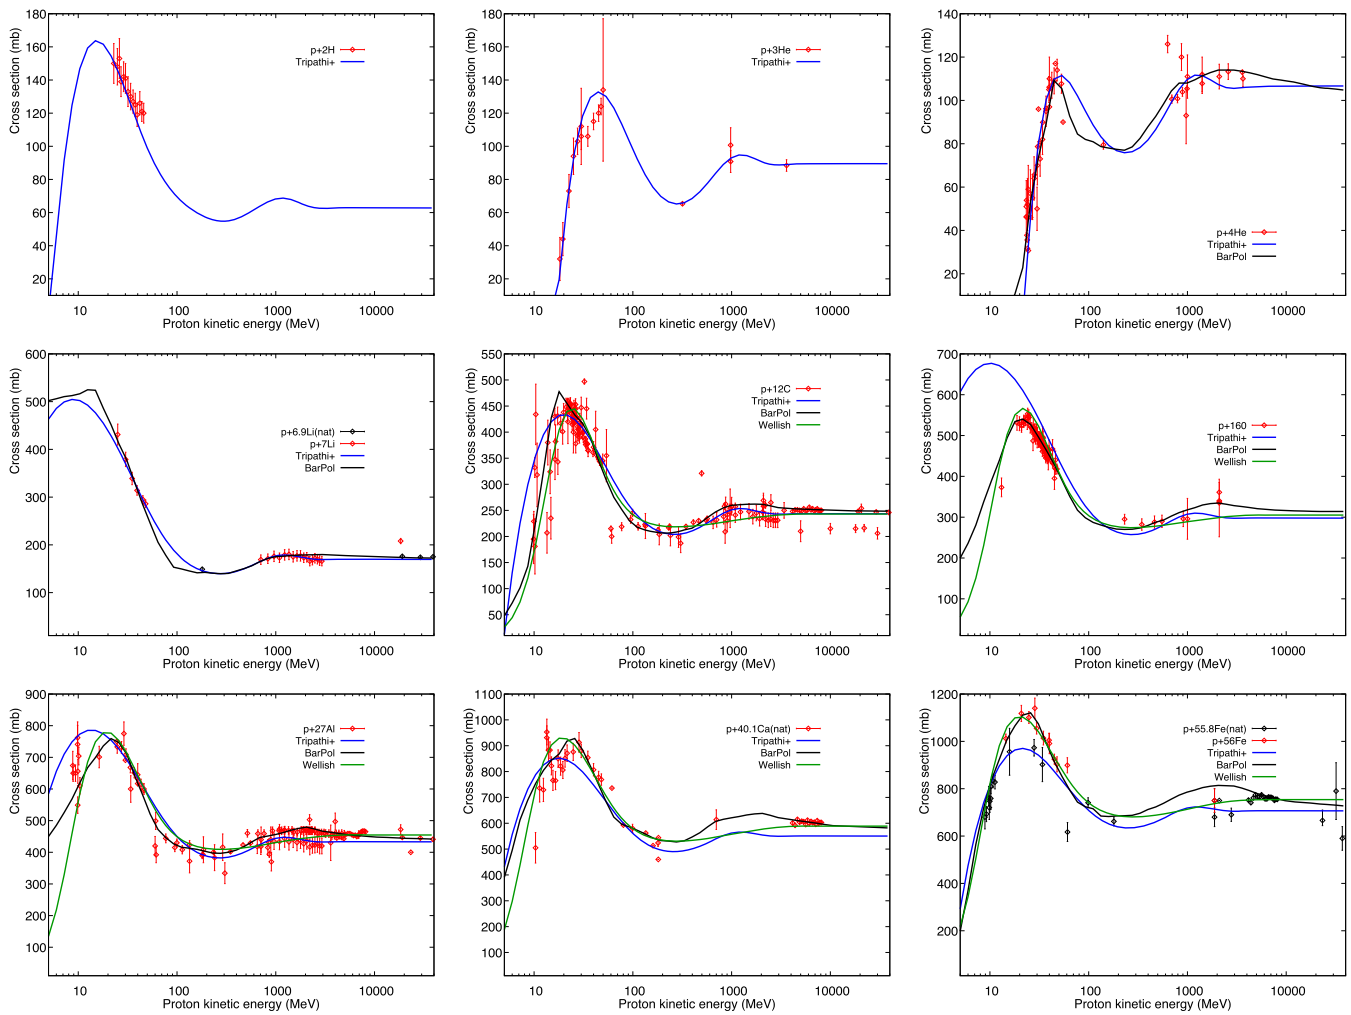 180
160
140
120
100
80
60
40
20
Cross section (mb)
p+2H
Tripathi+
10
100
1000
10000
Proton kinetic energy (MeV)
180
160
140
120
100
80
60
40
20
Cross section (mb)
p+3He
Tripathi+
10
100
1000
10000
Proton kinetic energy (MeV)
140
120
100
80
60
40
20
Cross section (mb)
p+4He
Tripathi+
BarPol
10
100
1000
10000
Proton kinetic energy (MeV)
600
500
400
300
200
100
Cross section (mb)
p+6.9Li(nat)
p+7Li
Tripathi+
BarPol
10
100
1000
10000
Proton kinetic energy (MeV)
550
500
450
400
350
300
250
200
150
100
50
Cross section (mb)
p+12C
Tripathi+
BarPol
Wellish
10
100
1000
10000
Proton kinetic energy (MeV)
700
600
500
400
300
200
100
Cross section (mb)
p+160
Tripathi+
BarPol
Wellish
10
100
1000
10000
Proton kinetic energy (MeV)
900
800
700
600
500
400
300
200
100
Cross section (mb)
p+27Al
Tripathi+
BarPol
Wellish
10
100
1000
10000
Proton kinetic energy (MeV)
1100
1000
900
800
700
600
500
400
300
200
100
Cross section (mb)
p+40.1Ca(nat)
Tripathi+
BarPol
Wellish
10
100
1000
10000
Proton kinetic energy (MeV)
1200
1000
800
600
400
200
Cross section (mb)
p+55.8Fe(nat)
p+56Fe
Tripathi+
BarPol
Wellish
10
100
1000
10000
Proton kinetic energy (MeV)